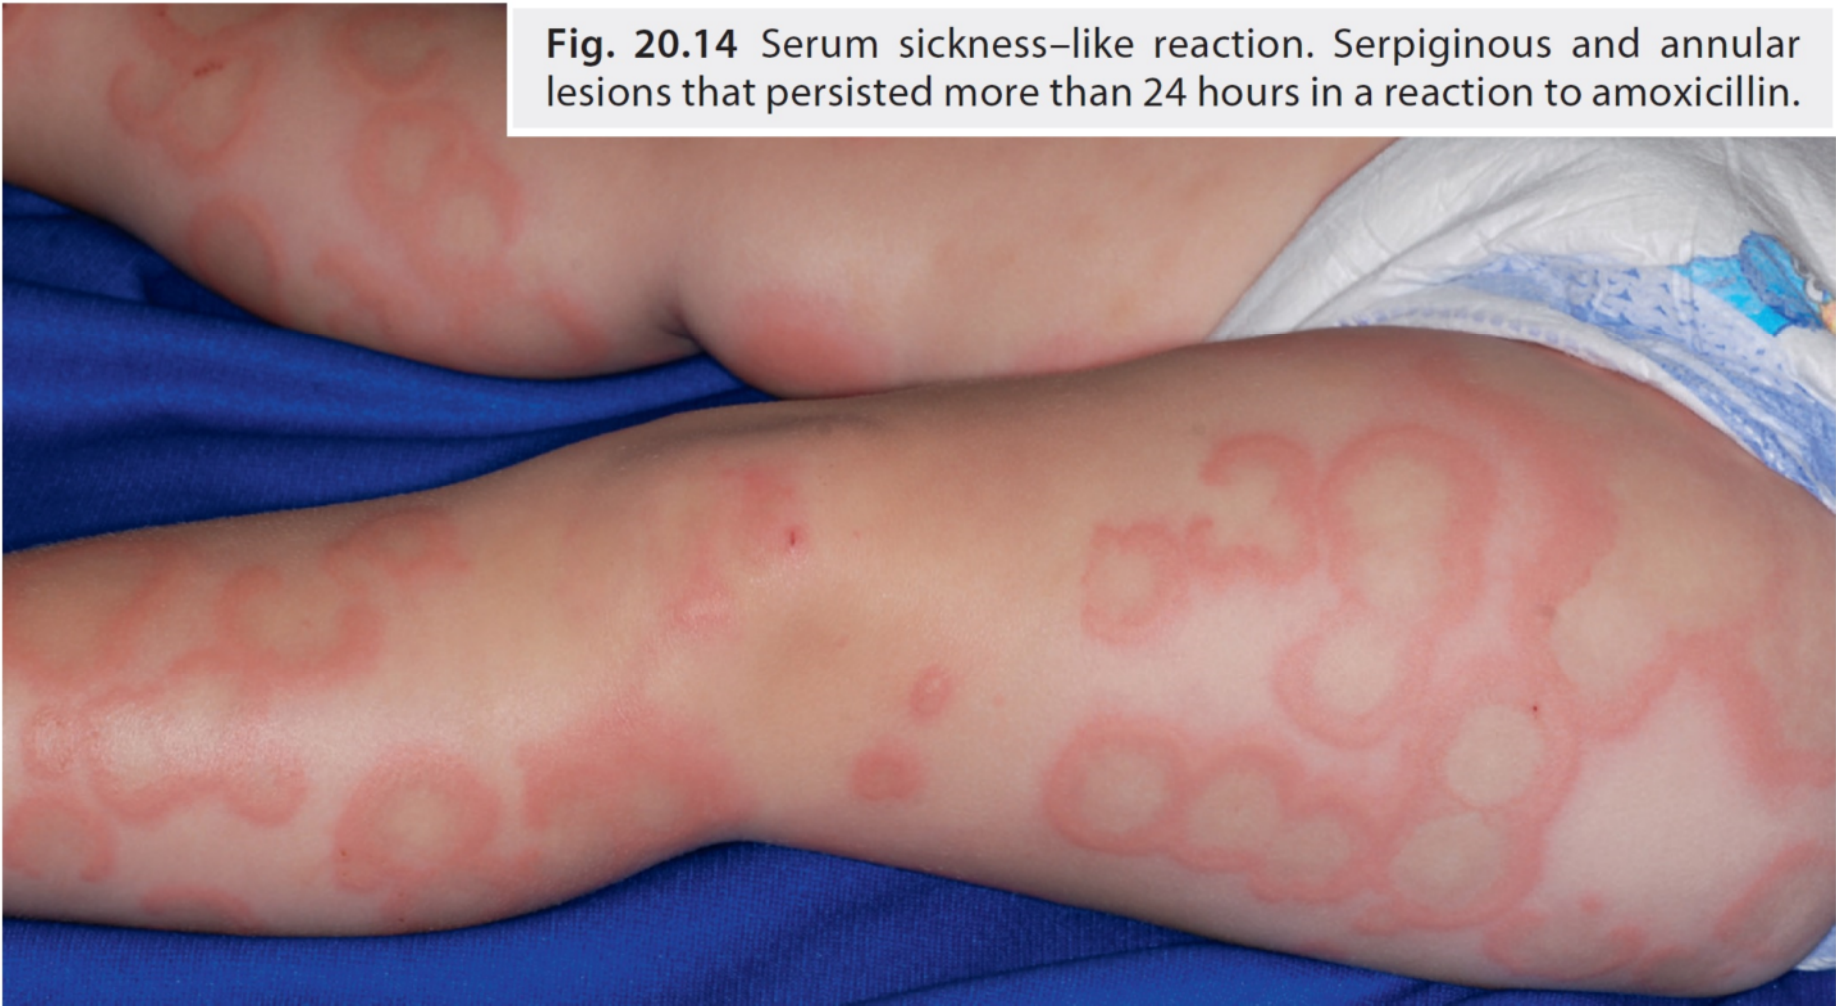 Fig. 20.14 Serum sickness–like reaction. Serpiginous and annular
lesions that persisted more than 24 hours in a reaction to amoxicillin.